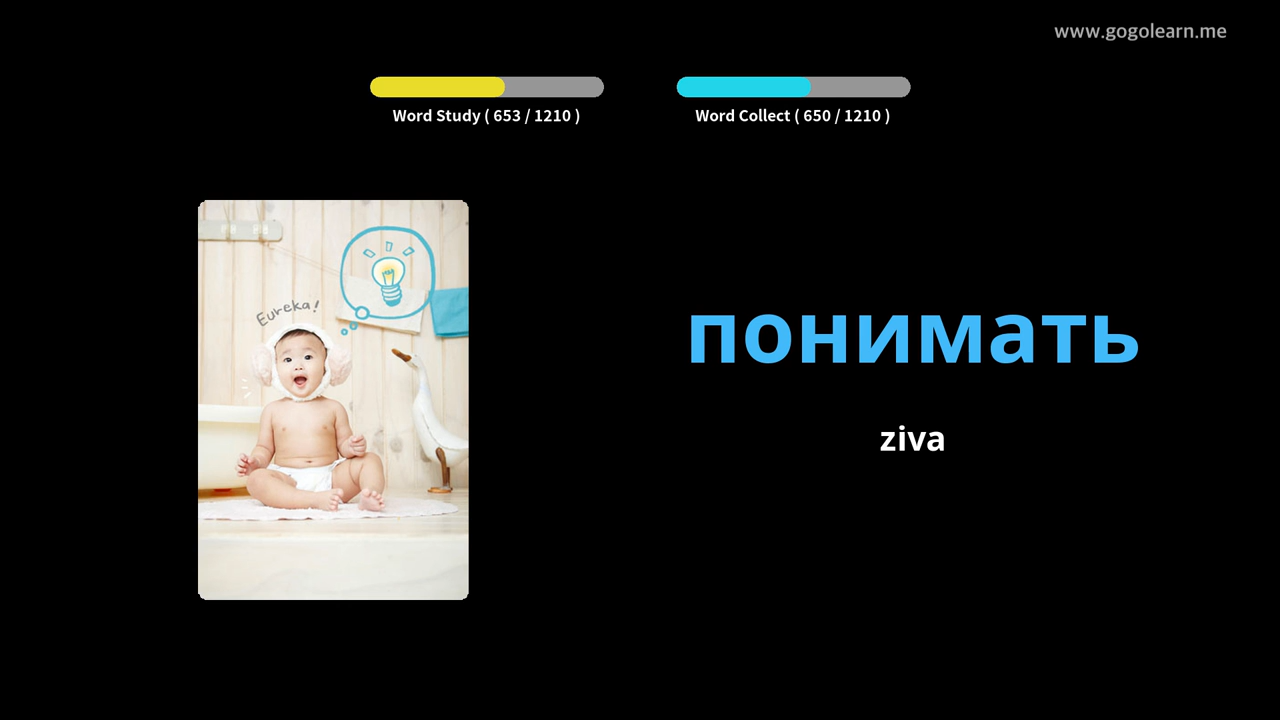 www.gogolearn.me
Word Study ( 653 / 1210 )
Word Collect ( 650 / 1210 )
Eureka!
понимать
ziva